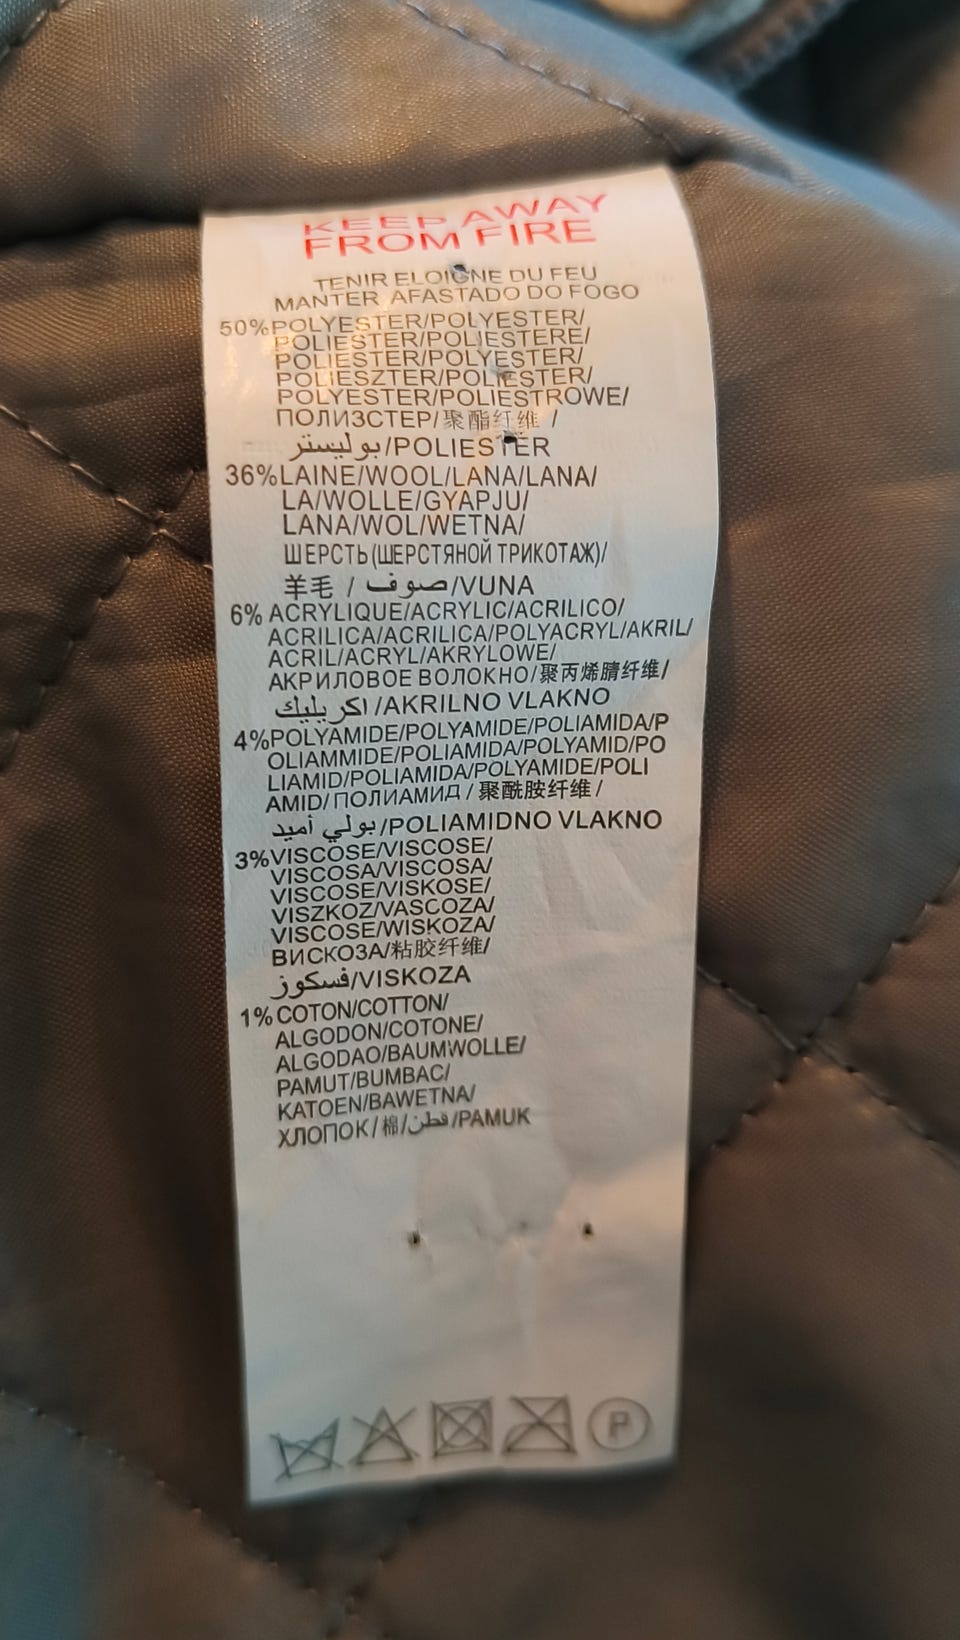 KEEP AWAY
FROM FIRE
TENIR ELOIGNE DU FEU
MANTER AFASTADO DO FOGO
50%POLYESTER/POLYESTER/
POLIESTER/POLIESTERE/
POLIESTER/POLYESTER/
POLIESZTER/POLIESTER/
POLYESTER/POLIESTROWE/
ПОЛИЗСТЕР/聚酯纤维 /
بوليستر/POLIESTER
36%LAINE/WOOL/LANA/LANA/
LA/WOLLE/GYAPJU/
LANA/WOL/WETNA/
ШЕРСТЬ(ШЕРСТЯНОЙ ТРИКОТАЖ)/
羊毛 / صوف/VUNA
6% ACRYLIQUE/ACRYLIC/ACRILICO/
ACRILICA/ACRILICA/POLYACRYL/AKRIL/
ACRIL/ACRYL/AKRYLOWE/
АКРИЛОВОЕ ВОЛОКНО/聚丙烯腈纤维/
اكريليك/AKRILNO VLAKNO
4%POLYAMIDE/POLYAMIDE/POLIAMIDA/P
OLIAMMIDE/POLIAMIDA/POLYAMID/PO
LIAMID/POLIAMIDA/POLYAMIDE/POLI
AMID/ПОЛИАМИД / 聚酰胺纤维 /
بولي أميد/POLIAMIDNO VLAKNO
3%VISCOSE/VISCOSE/
VISCOSA/VISCOSA/
VISCOSE/VISKOSE/
VISZKOZ/VASCOZA/
VISCOSE/WISKOZA/
ВИСКОЗА/粘胶纤维/
فسكوز/VISKOZA
1% COTON/COTTON/
ALGODON/COTONE/
ALGODAO/BAUMWOLLE/
PAMUT/BUMBAC/
KATOEN/BAWETNA/
ХЛОПОК/棉/قطن/PAMUK
P